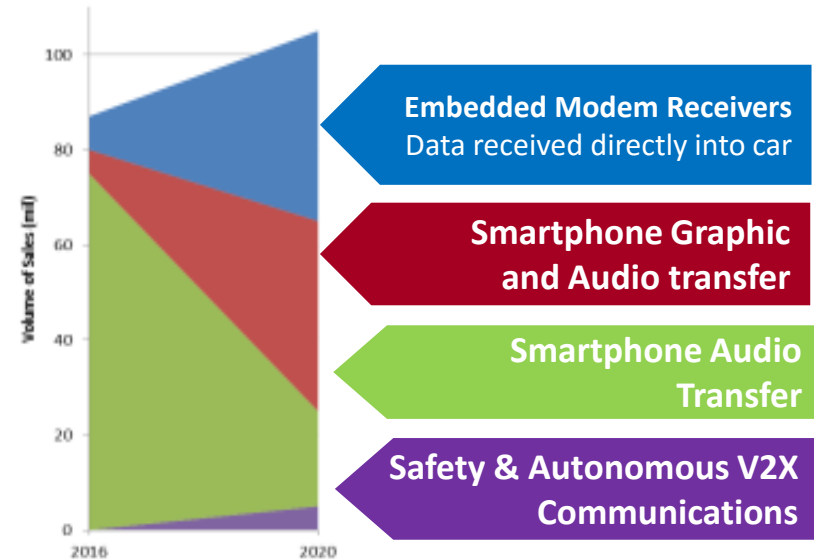 100
80
60
40
20
0
Volume of Sales (mil)
2016
2020
Embedded Modem Receivers
Data received directly into car
Smartphone Graphic
and Audio transfer
Smartphone Audio
Transfer
Safety & Autonomous V2X
Communications